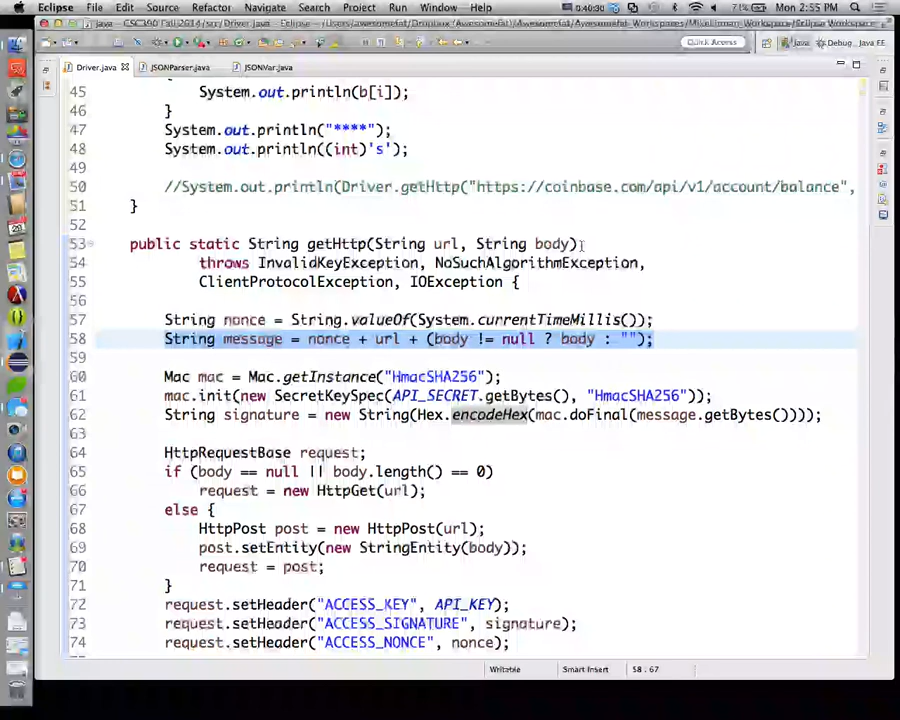 Eclipse File Edit Source Refactor Navigate Search Project Run Window Help 0:40:30 71% Mon 2:55 PM
Quick Access Java Debug Java EE
Driver.java JSONParser.java JSONVar.java
45 System.out.println(b[i]);
46 }
47 System.out.println("****");
48 System.out.println((int)'s');
49
50 //System.out.println(Driver.getHttp("https://coinbase.com/api/v1/account/balance",
51 }
52
53 public static String getHttp(String url, String body)
54 throws InvalidKeyException, NoSuchAlgorithmException,
55 ClientProtocolException, IOException {
56
57 String nonce = String.valueOf(System.currentTimeMillis());
58 String message = nonce + url + (body != null ? body : "");
59
60 Mac mac = Mac.getInstance("HmacSHA256");
61 mac.init(new SecretKeySpec(API_SECRET.getBytes(), "HmacSHA256"));
62 String signature = new String(Hex.encodeHex(mac.doFinal(message.getBytes())));
63
64 HttpRequestBase request;
65 if (body == null || body.length() == 0)
66 request = new HttpGet(url);
67 else {
68 HttpPost post = new HttpPost(url);
69 post.setEntity(new StringEntity(body));
70 request = post;
71 }
72 request.setHeader("ACCESS_KEY", API_KEY);
73 request.setHeader("ACCESS_SIGNATURE", signature);
74 request.setHeader("ACCESS_NONCE", nonce);
Writable Smart Insert 58 : 67